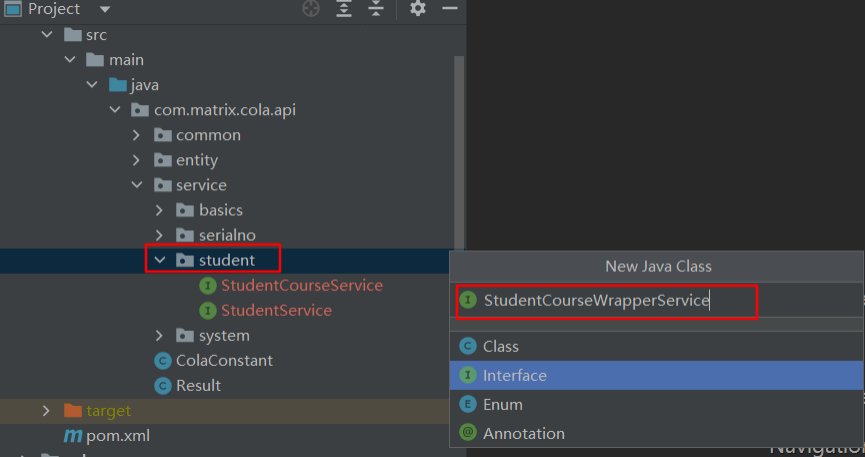 Project
src
main
java
com.matrix.cola.api
common
entity
service
basics
serialno
student
StudentCourseService
StudentService
system
ColaConstant
Result
target
pom.xml
New Java Class
StudentCourseWrapperService
Class
Interface
Enum
Annotation